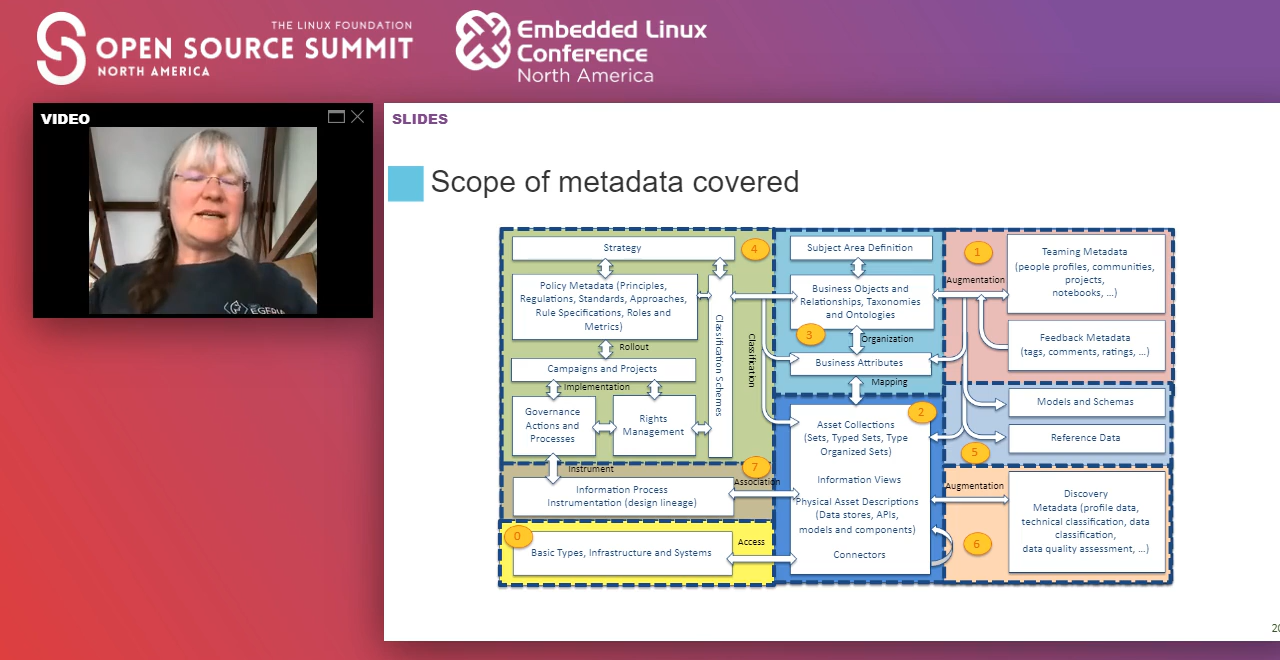 THE LINUX FOUNDATION
OPEN SOURCE SUMMIT
NORTH AMERICA
Embedded Linux
Conference
North America
VIDEO
SLIDES
EGERIA
Scope of metadata covered
Strategy
4
Policy Metadata (Principles,
Regulations, Standards, Approaches,
Rule Specifications, Roles and
Metrics)
Rollout
Campaigns and Projects
Implementation
Governance
Actions and
Processes
Rights
Management
Classification Schemes
Classification
Instrument
7
Association
Information Process
Instrumentation (design lineage)
0
Access
Basic Types, Infrastructure and Systems
Subject Area Definition
Business Objects and
Relationships, Taxonomies
and Ontologies
3
Organization
Business Attributes
Mapping
2
Asset Collections
(Sets, Typed Sets, Type
Organized Sets)
Information Views
Physical Asset Descriptions
(Data stores, APIs,
models and components)
Connectors
1
Augmentation
Teaming Metadata
(people profiles, communities,
projects,
notebooks, …)
Feedback Metadata
(tags, comments, ratings, …)
Models and Schemas
Reference Data
5
Augmentation
6
Discovery
Metadata (profile data,
technical classification, data
classification,
data quality assessment, …)